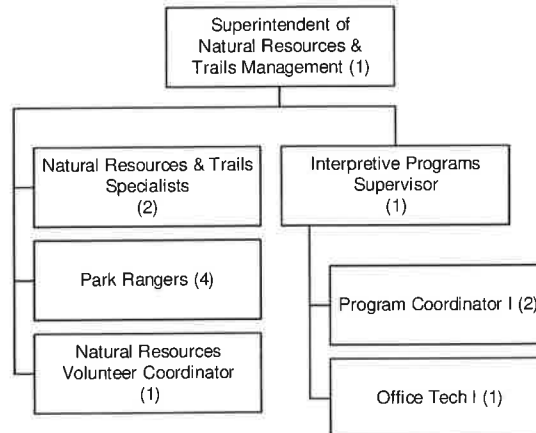 Superintendent of
Natural Resources &
Trails Management (1)
Natural Resources & Trails
Specialists
(2)
Interpretive Programs
Supervisor
(1)
Park Rangers (4)
Program Coordinator I (2)
Natural Resources
Volunteer Coordinator
(1)
Office Tech I (1)